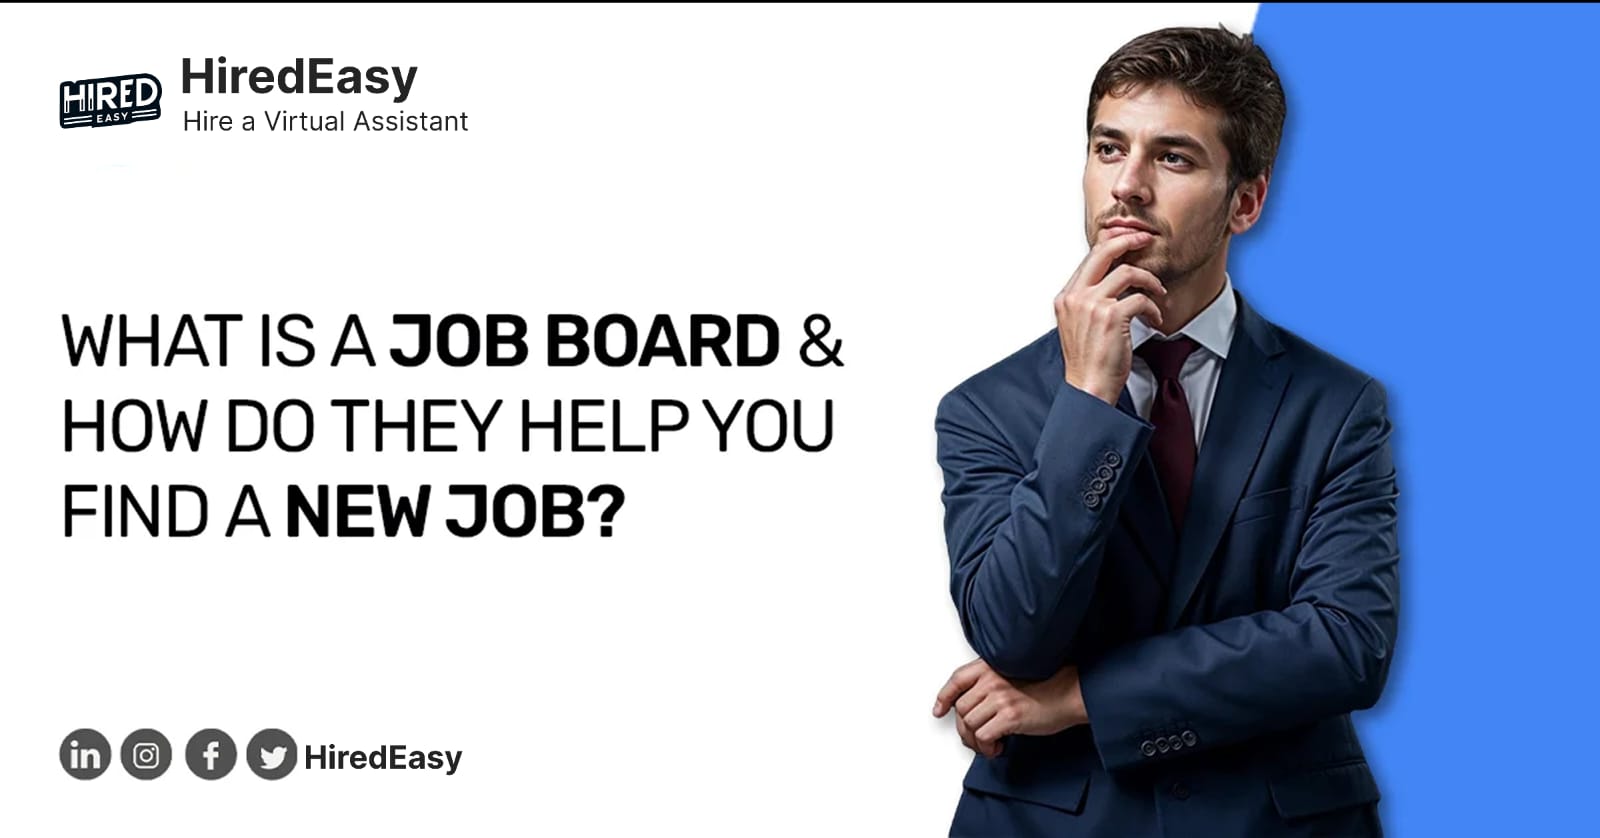 HIRED
EASY
HiredEasy
Hire a Virtual Assistant
WHAT IS A JOB BOARD &
HOW DO THEY HELP YOU
FIND A NEW JOB?
in f HiredEasy